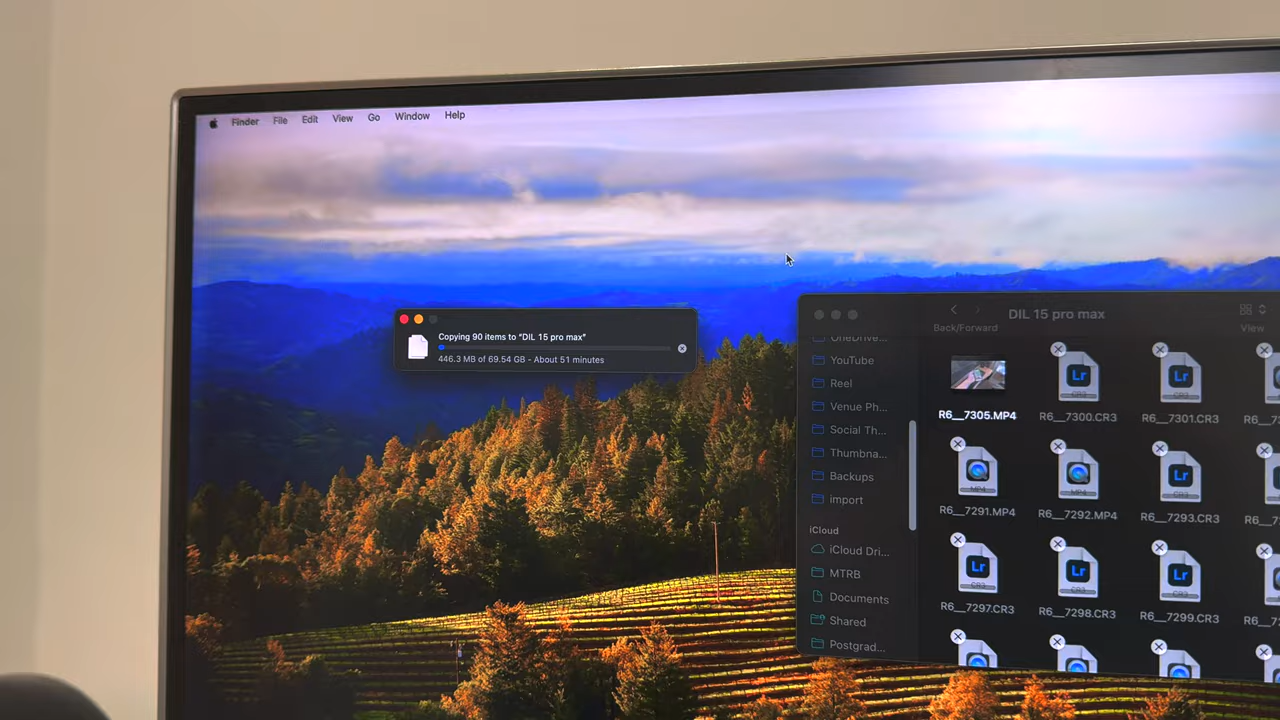 Finder File Edit View Go Window Help
Copying 90 items to "DIL 15 pro max"
446.3 MB of 69.54 GB - About 51 minutes
Back/Forward
DIL 15 pro max
View
OneDrive...
YouTube
Reel
Venue Ph...
Social Th...
Thumbna...
Backups
import
iCloud
iCloud Dri...
MTRB
Documents
Shared
Postgrad...
R6__7305.MP4 R6__7300.CR3 R6__7301.CR3
R6__7291.MP4 R6__7292.MP4 R6__7293.CR3
R6__7297.CR3 R6__7298.CR3 R6__7299.CR3